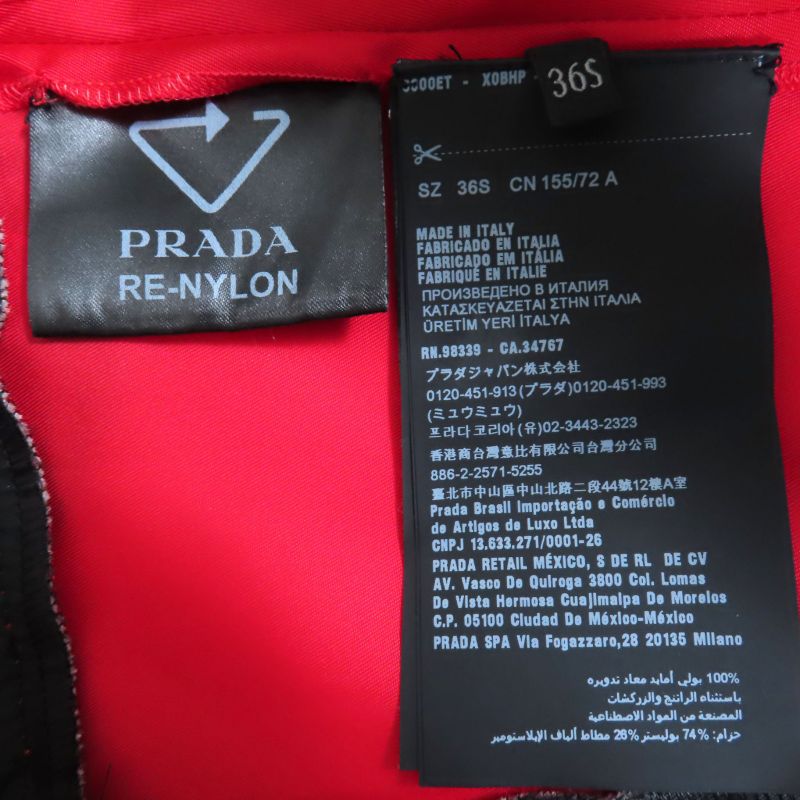 PRADA
RE-NYLON
36S
X0BHP -
SZ 36S CN 155/72 A
MADE IN ITALY
FABRICADO EN ITALIA
FABRICADO EM ITÁLIA
FABRIQUÉ EN ITALIE
ПРОИЗВЕДЕНО В ИТАЛИЯ
ΚΑΤΑΣΚΕΥΑΖΕΤΑΙ ΣΤΗΝ ΙΤΑΛΙΑ
ÜRETİM YERİ İTALYA
RN.98339 - CA.34767
プラダジャパン株式会社
0120-451-913(プラダ)0120-451-993
(ミュウミュウ)
프라다코리아(유)02-3443-2323
香港商台灣意比有限公司台灣分公司
886-2-2571-5255
臺北市中山區中山北路二段44號12樓A室
Prada Brasil Importação e Comércio
de Artigos de Luxo Ltda
CNPJ 13.633.271/0001-26
PRADA RETAIL MÉXICO, S DE RL DE CV
AV. Vasco De Quiroga 3800 Col. Lomas
De Vista Hermosa Cuajimalpa De Morelos
C.P. 05100 Ciudad De México-México
PRADA SPA Via Fogazzaro,28 20135 Milano
100% بولي أمايد معاد تدويره
باستثناء الراتنج والزركشات
المصنعة من المواد الاصطناعية
حزام: 74% بوليستر 26% مطاط ألياف الإيلاستومير